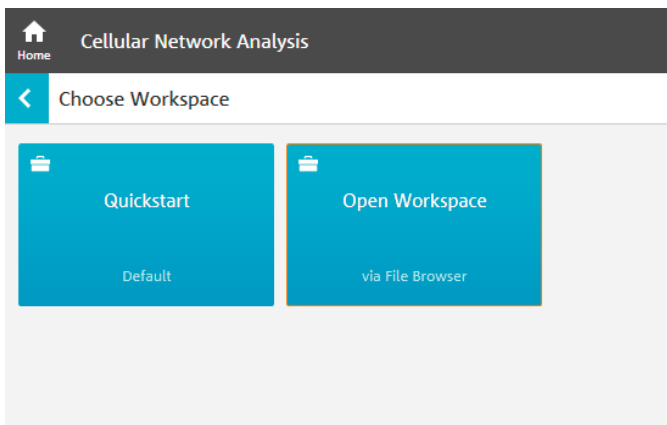 Home
Cellular Network Analysis
Choose Workspace
Quickstart
Default
Open Workspace
via File Browser